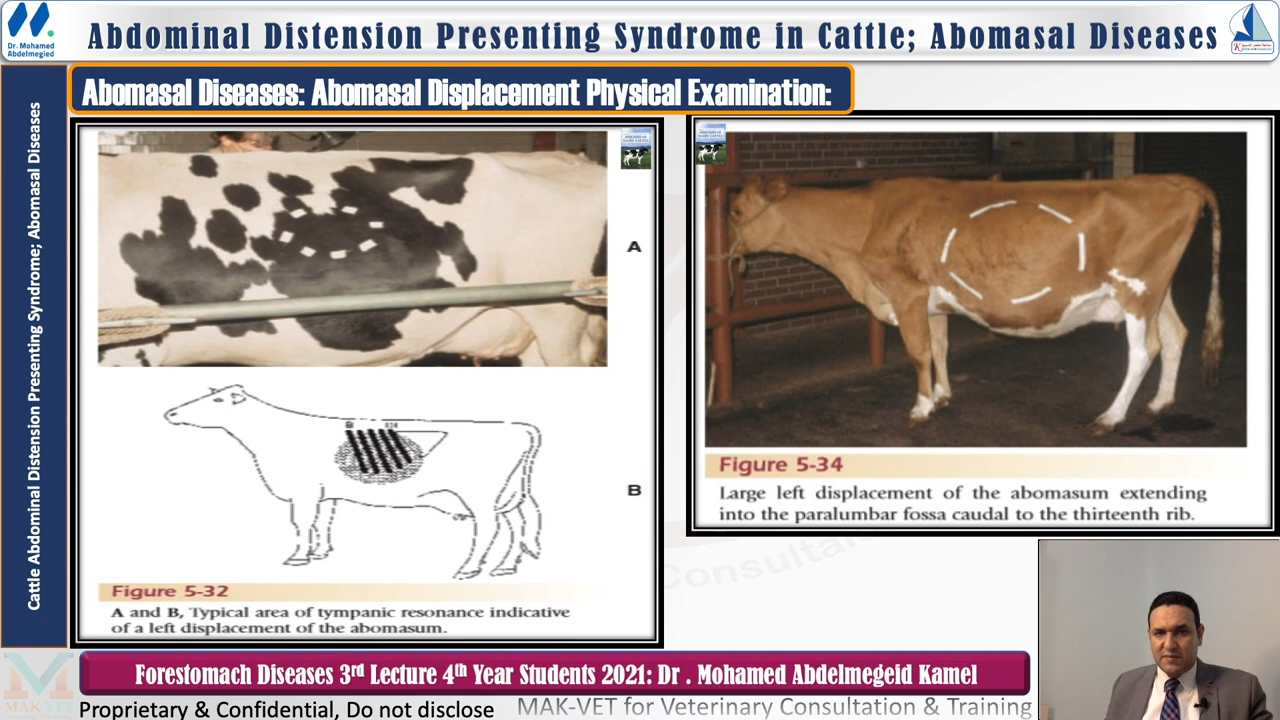 Dr. Mohamed
Abdelmegied
Abdominal Distension Presenting Syndrome in Cattle; Abomasal Diseases
Cattle Abdominal Distension Presenting Syndrome; Abomasal Diseases
Abomasal Diseases: Abomasal Displacement Physical Examination:
A
B
Figure 5-32
A and B, Typical area of tympanic resonance indicative
of a left displacement of the abomasum.
Figure 5-34
Large left displacement of the abomasum extending
into the paralumbar fossa caudal to the thirteenth rib.
Consultat
MAK-VET
Forestomach Diseases 3rd Lecture 4th Year Students 2021: Dr . Mohamed Abdelmegeid Kamel
Proprietary & Confidential, Do not disclose
MAK-VET for Veterinary Consultation & Training